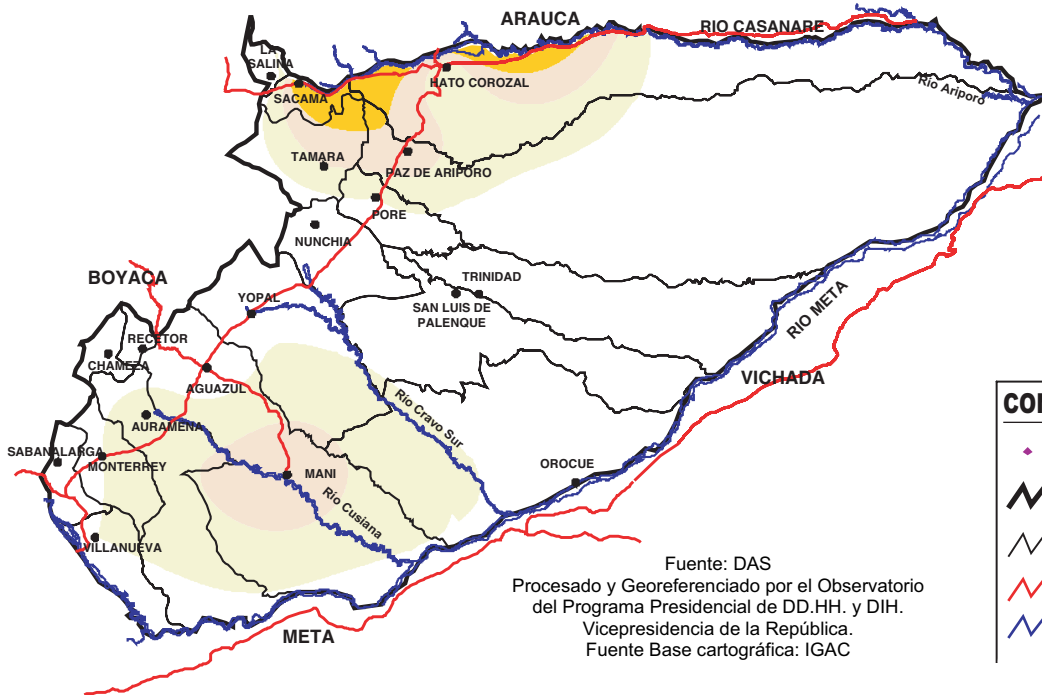 ARAUCA
RIO CASANARE
LA
SALINA
HATO COROZAL
SACAMA
Río Ariporo
TAMARA
PAZ DE ARIPORO
PORE
NUNCHIA
BOYACA
TRINIDAD
YOPAL
SAN LUIS DE
PALENQUE
RIO META
RECETOR
CHAMEZA
VICHADA
AGUAZUL
Río Cravo Sur
AURAMENA
SABANALARGA
MONTERREY
MANI
OROCUE
Río Cusiana
VILLANUEVA
META
Fuente: DAS
Procesado y Georeferenciado por el Observatorio
del Programa Presidencial de DD.HH. y DIH.
Vicepresidencia de la República.
Fuente Base cartográfica: IGAC